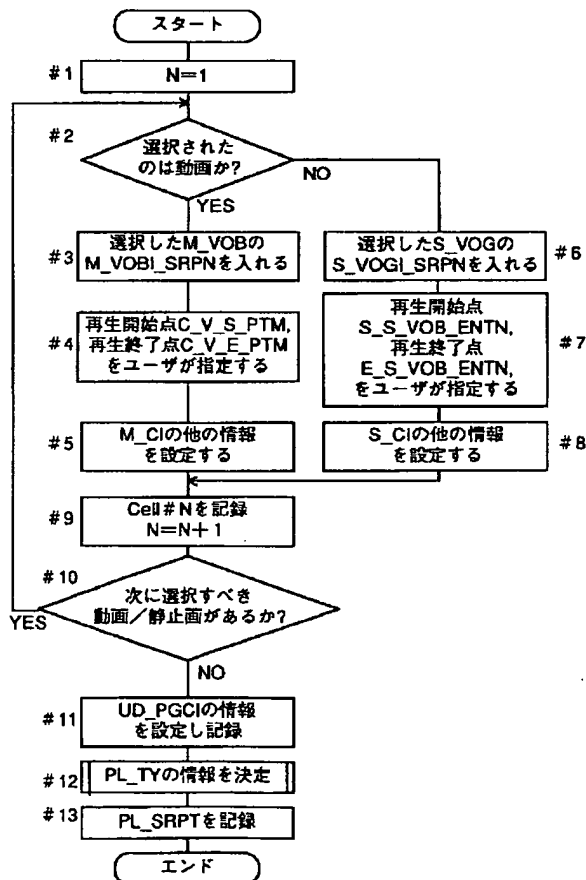 スタート
#1
N=1
#2
選択された
のは動画か?
NO
YES
#3
選択したM_VOBの
M_VOBI_SRPNを入れる
選択したS_VOGの
S_VOGI_SRPNを入れる
#6
#4
再生開始点C_V_S_PTM,
再生終了点C_V_E_PTM
をユーザが指定する
再生開始点
S_S_VOB_ENTN,
再生終了点
E_S_VOB_ENTN,
をユーザが指定する
#7
#5
M_CIの他の情報
を設定する
S_CIの他の情報
を設定する
#8
#9
Cell#Nを記録
N=N+1
#10
次に選択すべき
動画/静止画があるか?
YES
NO
#11
UD_PGCIの情報
を設定し記録
#12
PL_TYの情報を決定
#13
PL_SRPTを記録
エンド